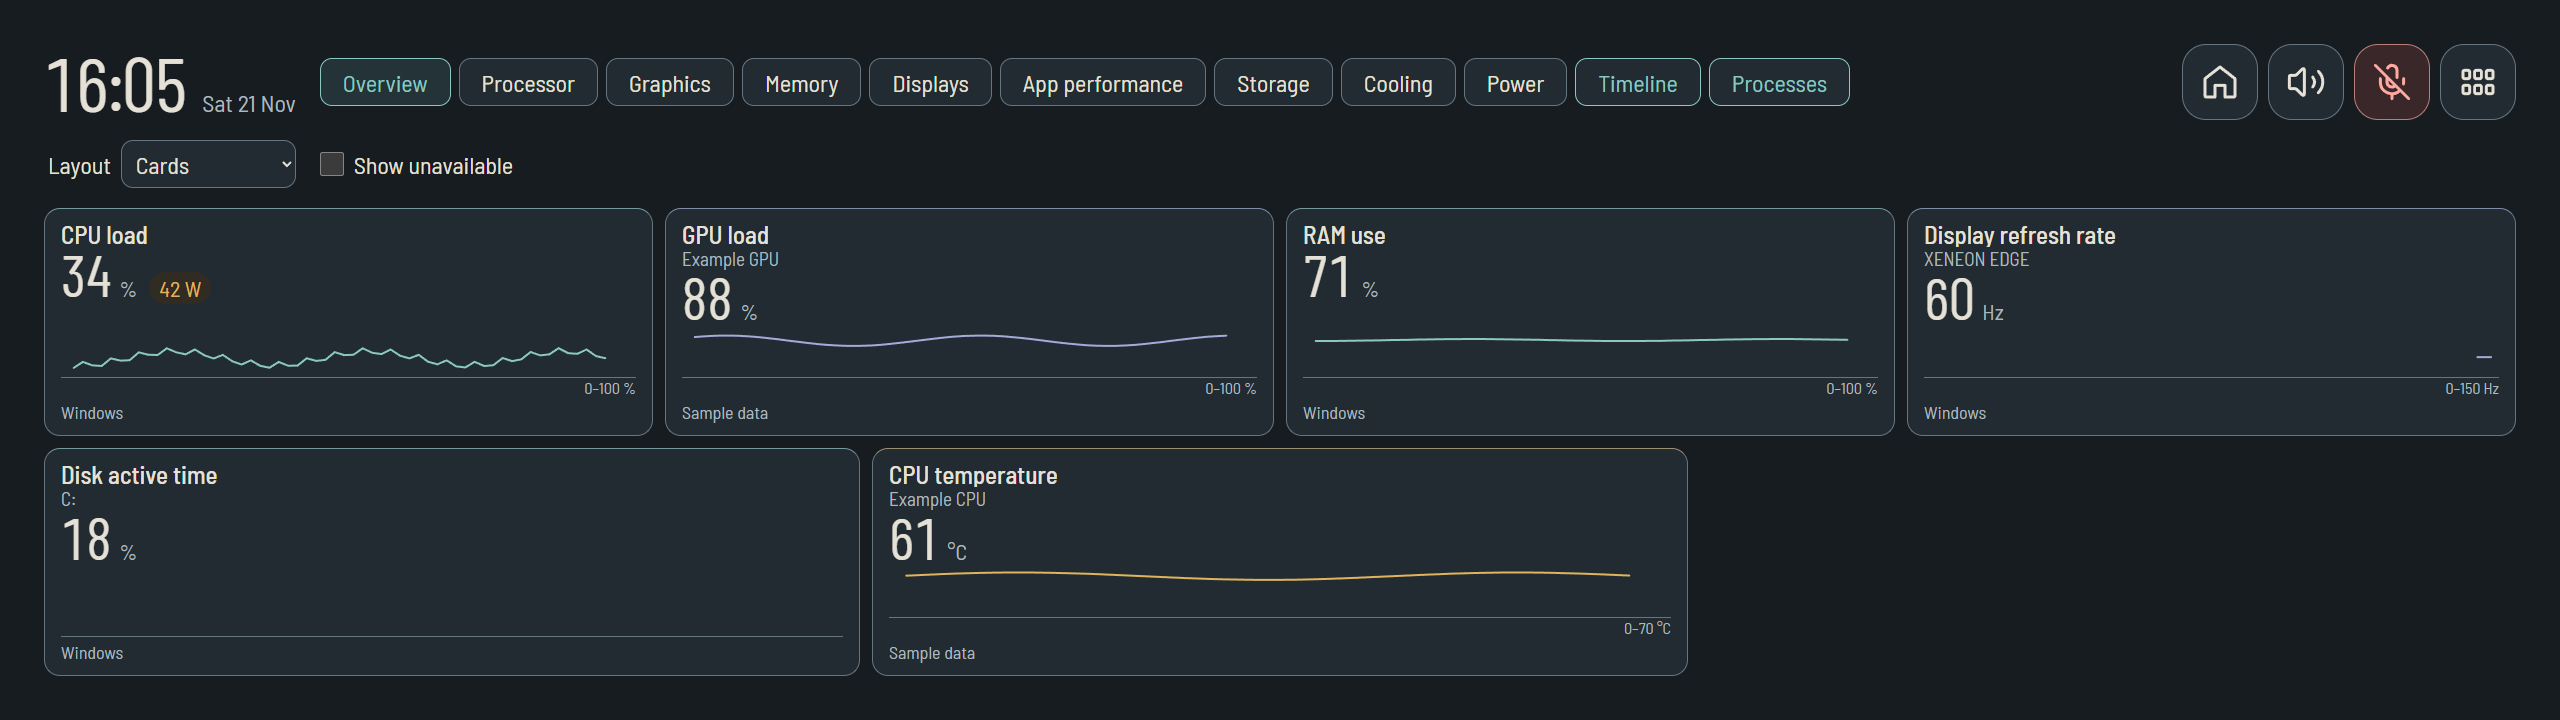 16:05 Sat 21 Nov
Overview
Processor
Graphics
Memory
Displays
App performance
Storage
Cooling
Power
Timeline
Processes
Layout
Cards
Show unavailable
CPU load
34 %
42 W
0–100 %
Windows
GPU load
Example GPU
88 %
0–100 %
Sample data
RAM use
71 %
0–100 %
Windows
Display refresh rate
XENEON EDGE
60 Hz
0–150 Hz
Windows
Disk active time
C:
18 %
Windows
CPU temperature
Example CPU
61 °C
0–70 °C
Sample data